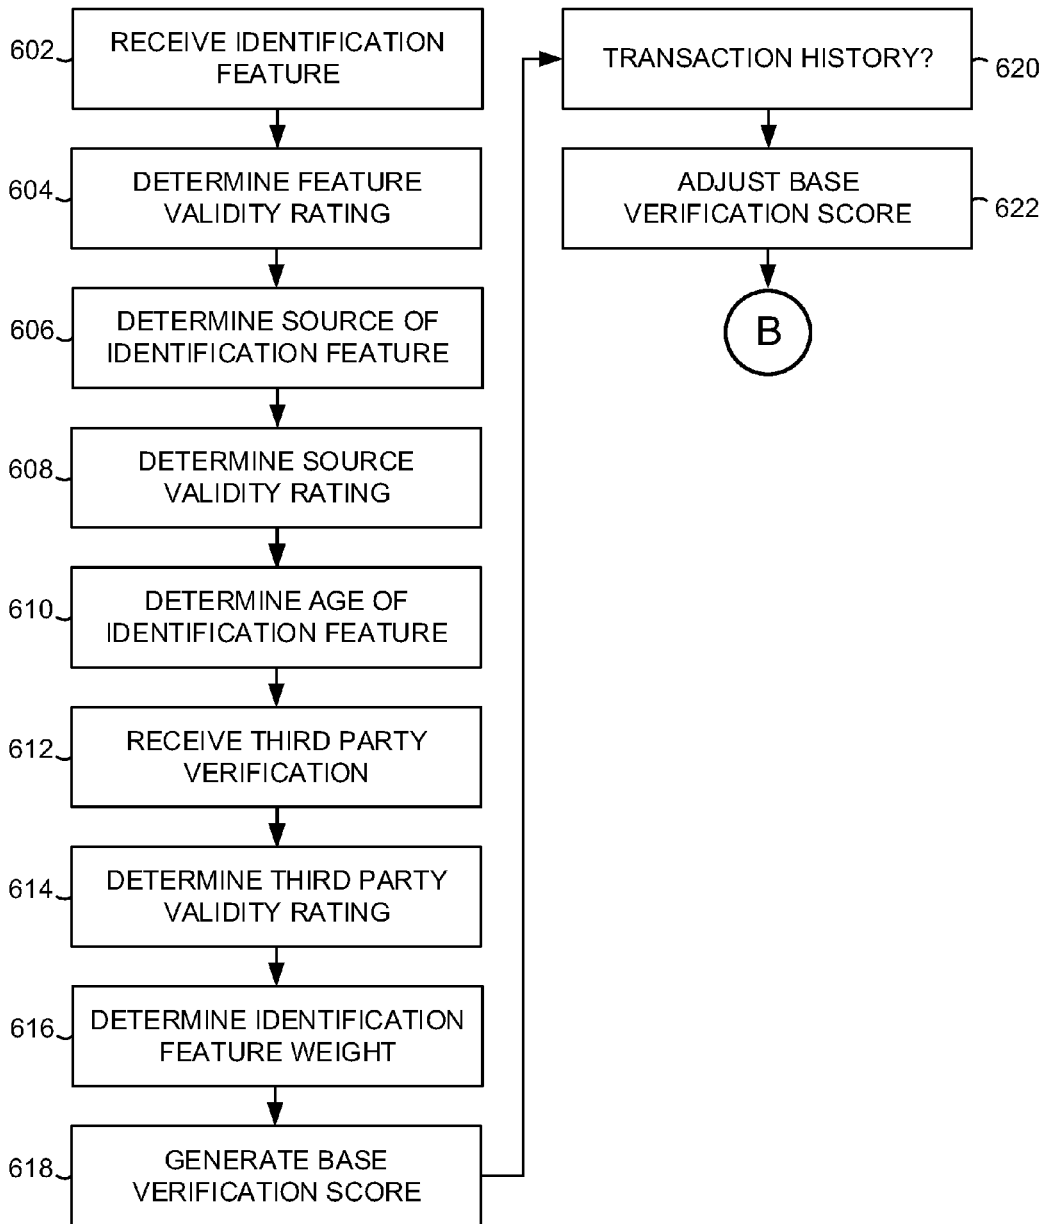 602
RECEIVE IDENTIFICATION
FEATURE
604
DETERMINE FEATURE
VALIDITY RATING
606
DETERMINE SOURCE OF
IDENTIFICATION FEATURE
608
DETERMINE SOURCE
VALIDITY RATING
610
DETERMINE AGE OF
IDENTIFICATION FEATURE
612
RECEIVE THIRD PARTY
VERIFICATION
614
DETERMINE THIRD PARTY
VALIDITY RATING
616
DETERMINE IDENTIFICATION
FEATURE WEIGHT
618
GENERATE BASE
VERIFICATION SCORE
TRANSACTION HISTORY?
620
ADJUST BASE
VERIFICATION SCORE
622
B